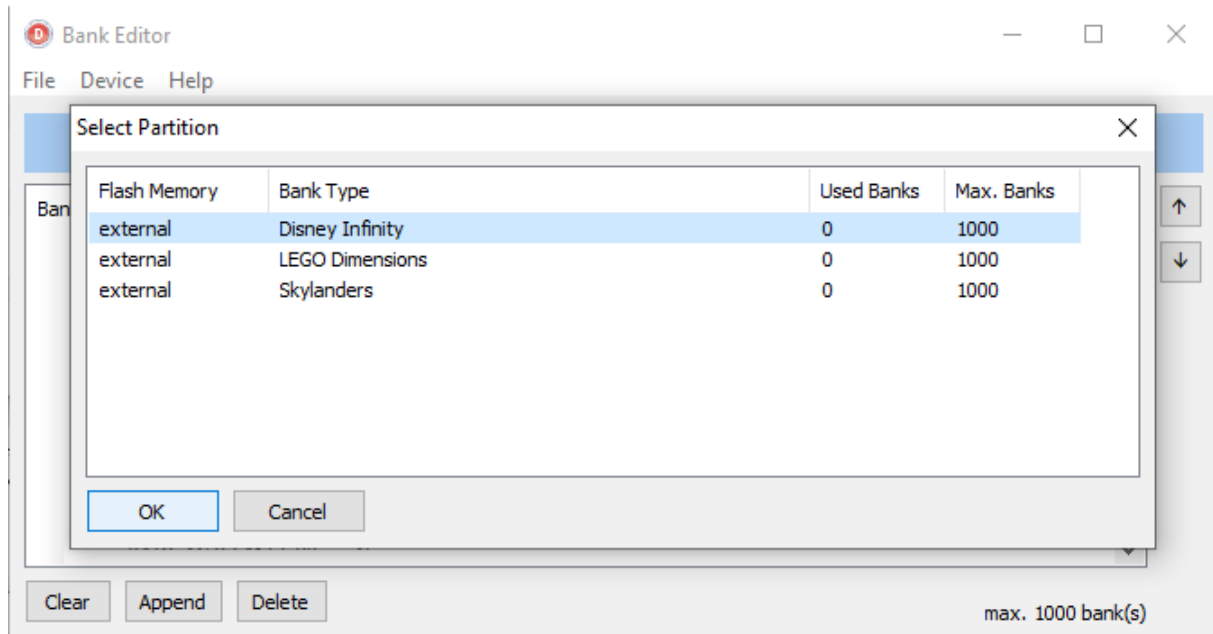 D Bank Editor
File Device Help
Select Partition
Flash Memory Bank Type Used Banks Max. Banks
external Disney Infinity 0 1000
external LEGO Dimensions 0 1000
external Skylanders 0 1000
Ban
OK Cancel
Clear Append Delete
max. 1000 bank(s)